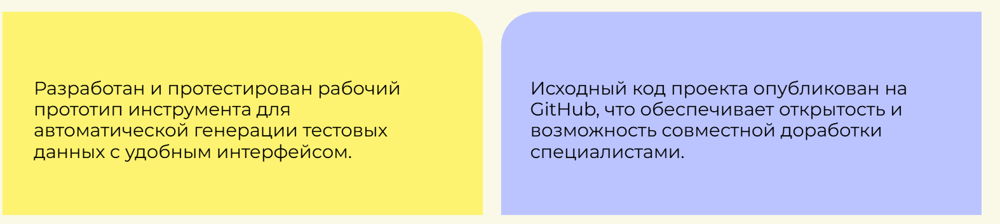 Разработан и протестирован рабочий
прототип инструмента для
автоматической генерации тестовых
данных с удобным интерфейсом.
Исходный код проекта опубликован на
GitHub, что обеспечивает открытость и
возможность совместной доработки
специалистами.